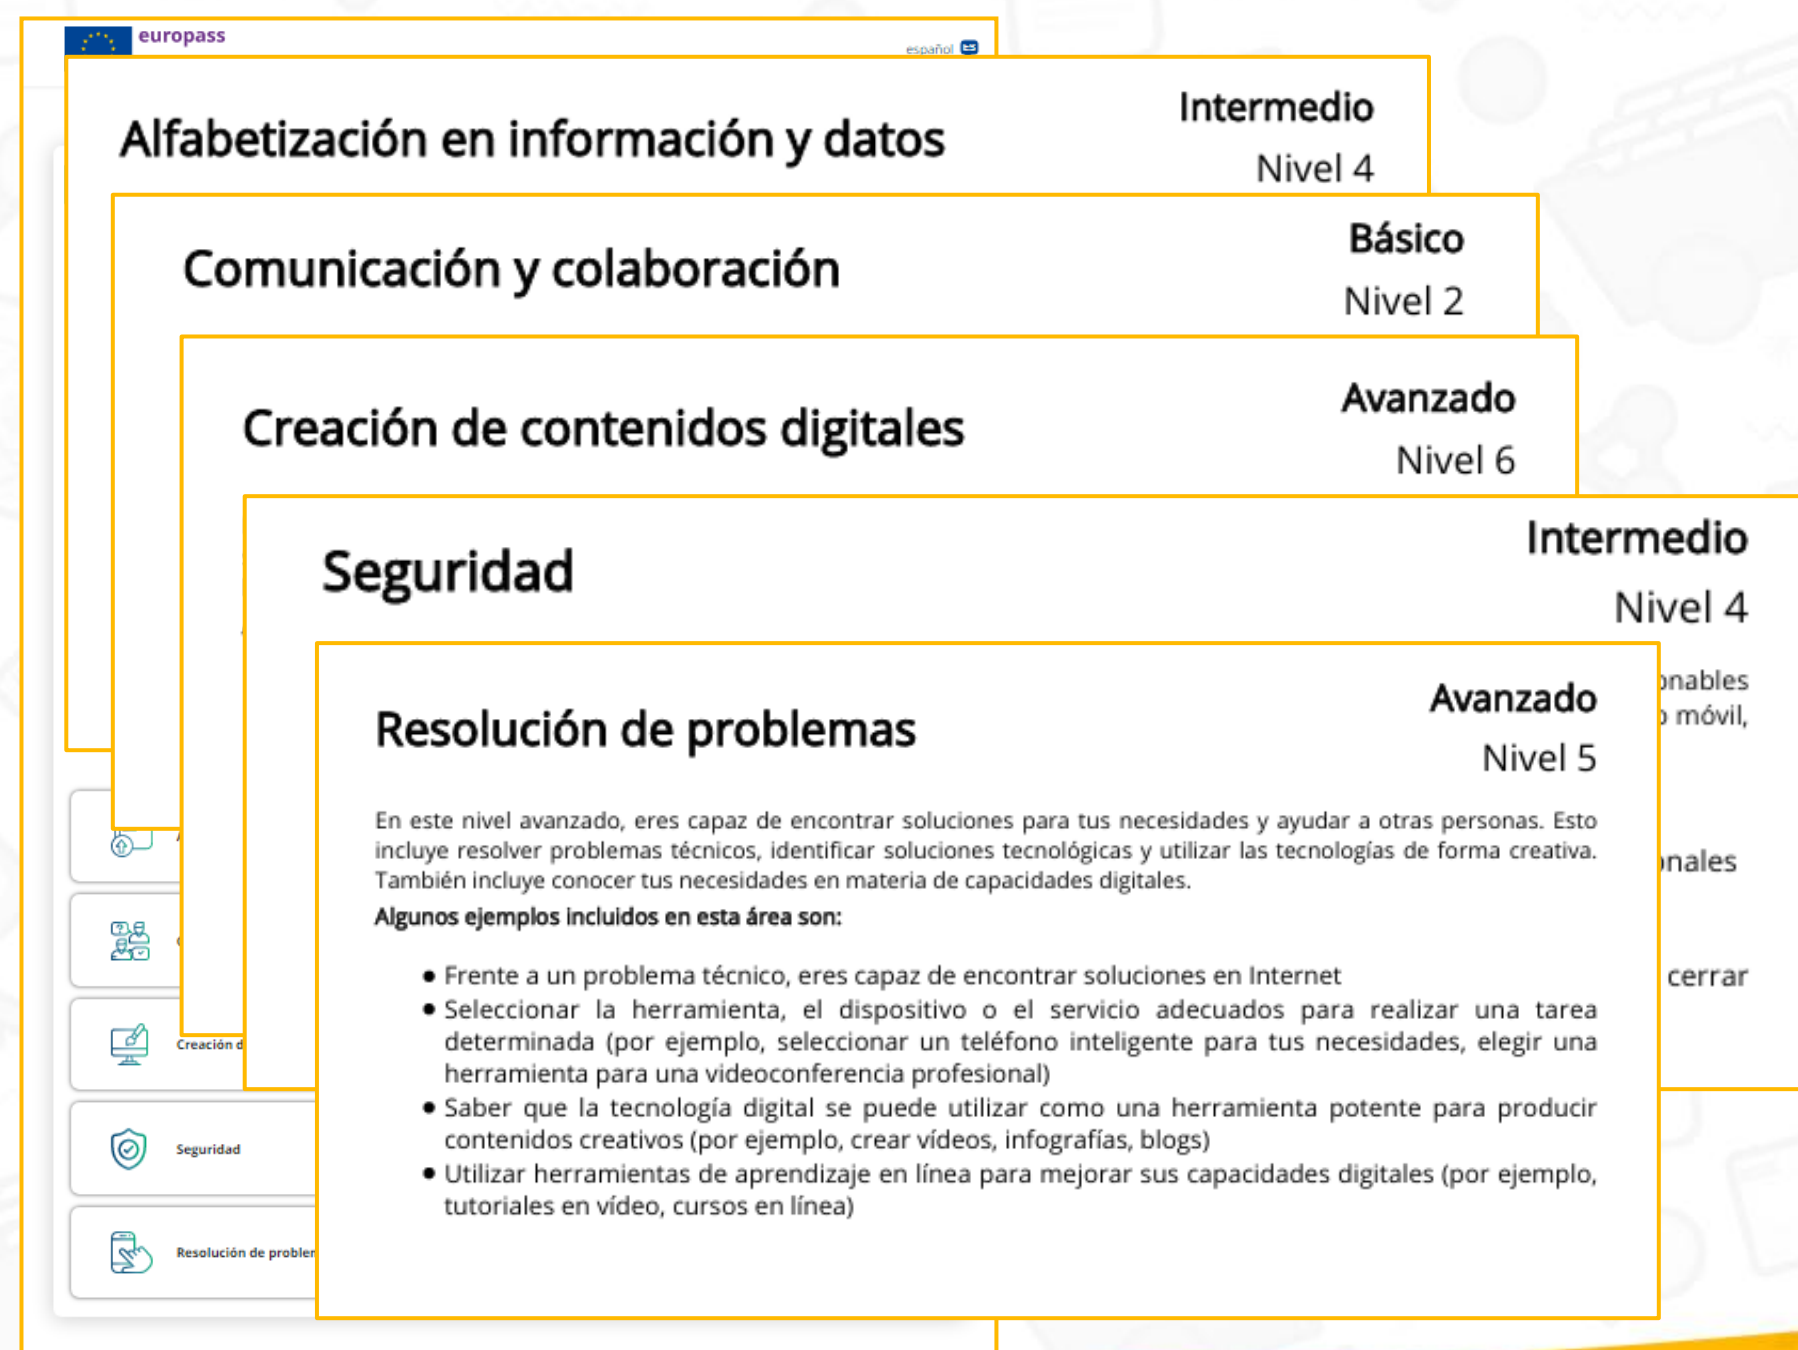 europass
español ES
Alfabetización en información y datos
Intermedio
Nivel 4
Comunicación y colaboración
Básico
Nivel 2
Creación de contenidos digitales
Avanzado
Nivel 6
Seguridad
Intermedio
Nivel 4
móvil,
cerrar
Resolución de problemas
Avanzado
Nivel 5
En este nivel avanzado, eres capaz de encontrar soluciones para tus necesidades y ayudar a otras personas. Esto
incluye resolver problemas técnicos, identificar soluciones tecnológicas y utilizar las tecnologías de forma creativa.
También incluye conocer tus necesidades en materia de capacidades digitales.
Algunos ejemplos incluidos en esta área son:
● Frente a un problema técnico, eres capaz de encontrar soluciones en Internet
● Seleccionar la herramienta, el dispositivo o el servicio adecuados para realizar una tarea
determinada (por ejemplo, seleccionar un teléfono inteligente para tus necesidades, elegir una
herramienta para una videoconferencia profesional)
● Saber que la tecnología digital se puede utilizar como una herramienta potente para producir
contenidos creativos (por ejemplo, crear vídeos, infografías, blogs)
● Utilizar herramientas de aprendizaje en línea para mejorar sus capacidades digitales (por ejemplo,
tutoriales en vídeo, cursos en línea)
Creación
Seguridad
Resolución de